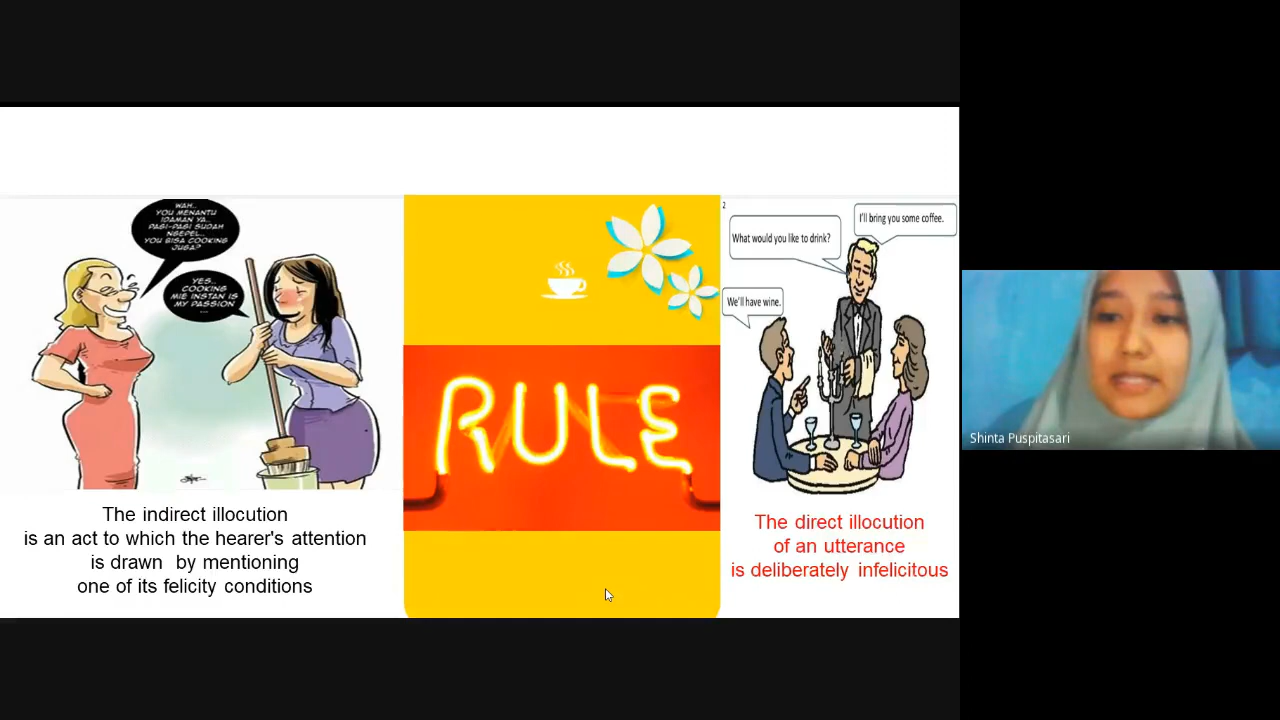 WAH...
YOU MENANTU
IDAMAN YA..
PAGI-PAGI SUDAH
NGEPEL..
YOU BISA COOKING
JUGA?
YES..
COOKING
MIE INSTAN IS
MY PASSION
...
The indirect illocution
is an act to which the hearer's attention
is drawn by mentioning
one of its felicity conditions
RULE
2
What would you like to drink?
I'll bring you some coffee.
We'll have wine.
The direct illocution
of an utterance
is deliberately infelicitous
Shinta Puspitasari